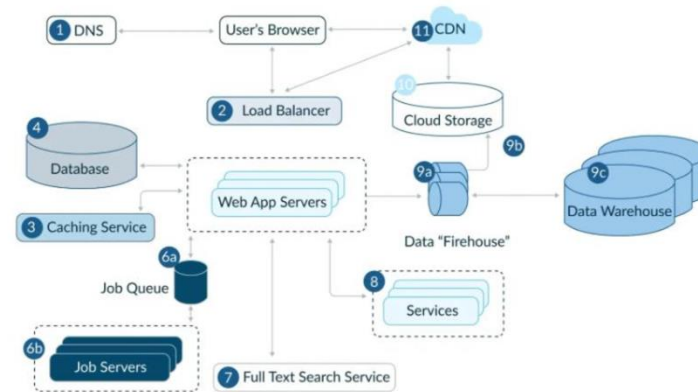 1 DNS
User's Browser
11 CDN
2 Load Balancer
10
Cloud Storage
4
Database
9a
9b
9c
Web App Servers
Data Warehouse
3 Caching Service
Data "Firehouse"
6a
Job Queue
8
Services
6b
Job Servers
7 Full Text Search Service